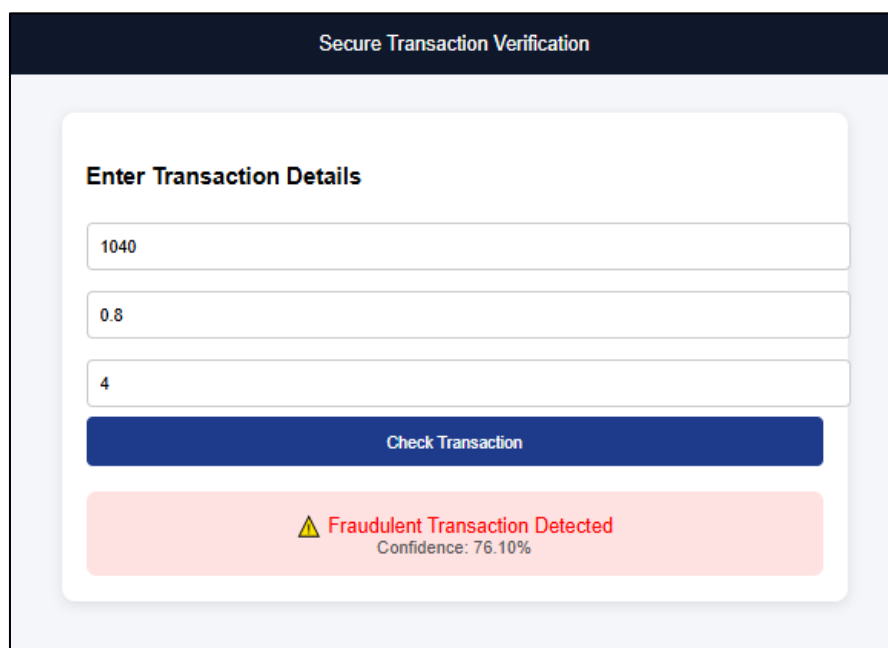 Secure Transaction Verification
Enter Transaction Details
1040
0.8
4
Check Transaction
⚠ Fraudulent Transaction Detected
Confidence: 76.10%